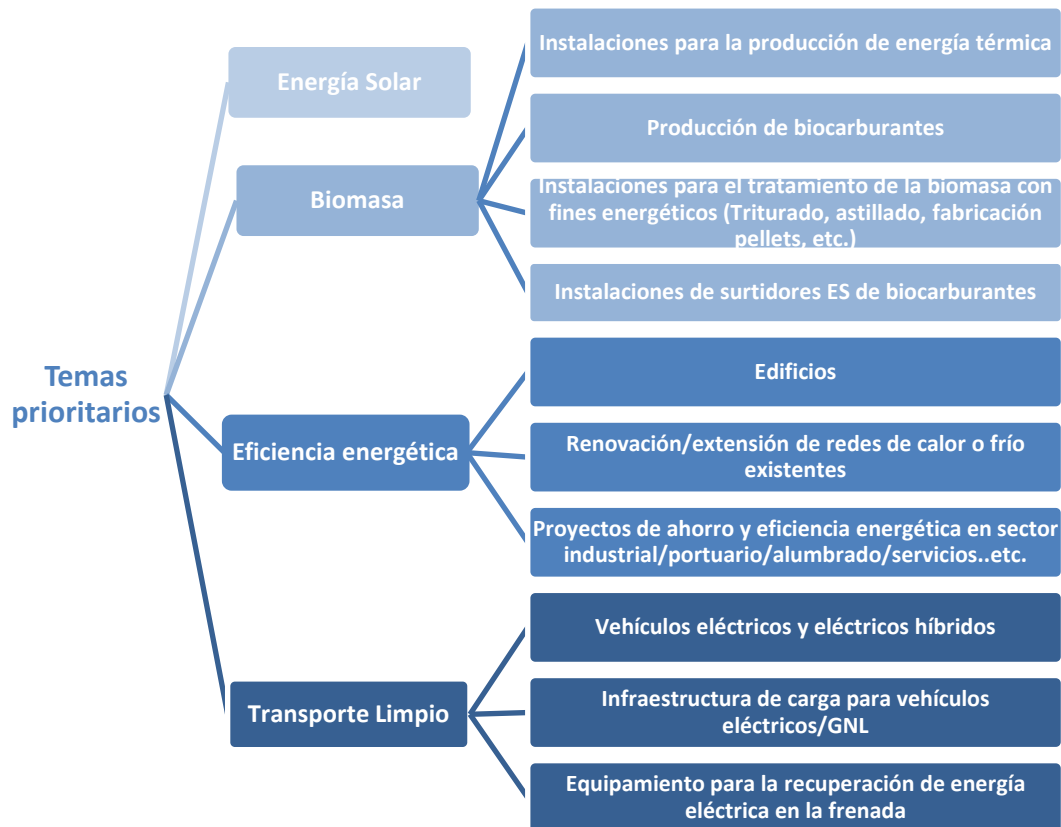 Temas
prioritarios
Energía Solar
Biomasa
Instalaciones para la producción de energía térmica
Producción de biocarburantes
Instalaciones para el tratamiento de la biomasa con
fines energéticos (Triturado, astillado, fabricación
pellets, etc.)
Instalaciones de surtidores ES de biocarburantes
Eficiencia energética
Edificios
Renovación/extensión de redes de calor o frío
existentes
Proyectos de ahorro y eficiencia energética en sector
industrial/portuario/alumbrado/servicios..etc.
Transporte Limpio
Vehículos eléctricos y eléctricos híbridos
Infraestructura de carga para vehículos
eléctricos/GNL
Equipamiento para la recuperación de energía
eléctrica en la frenada